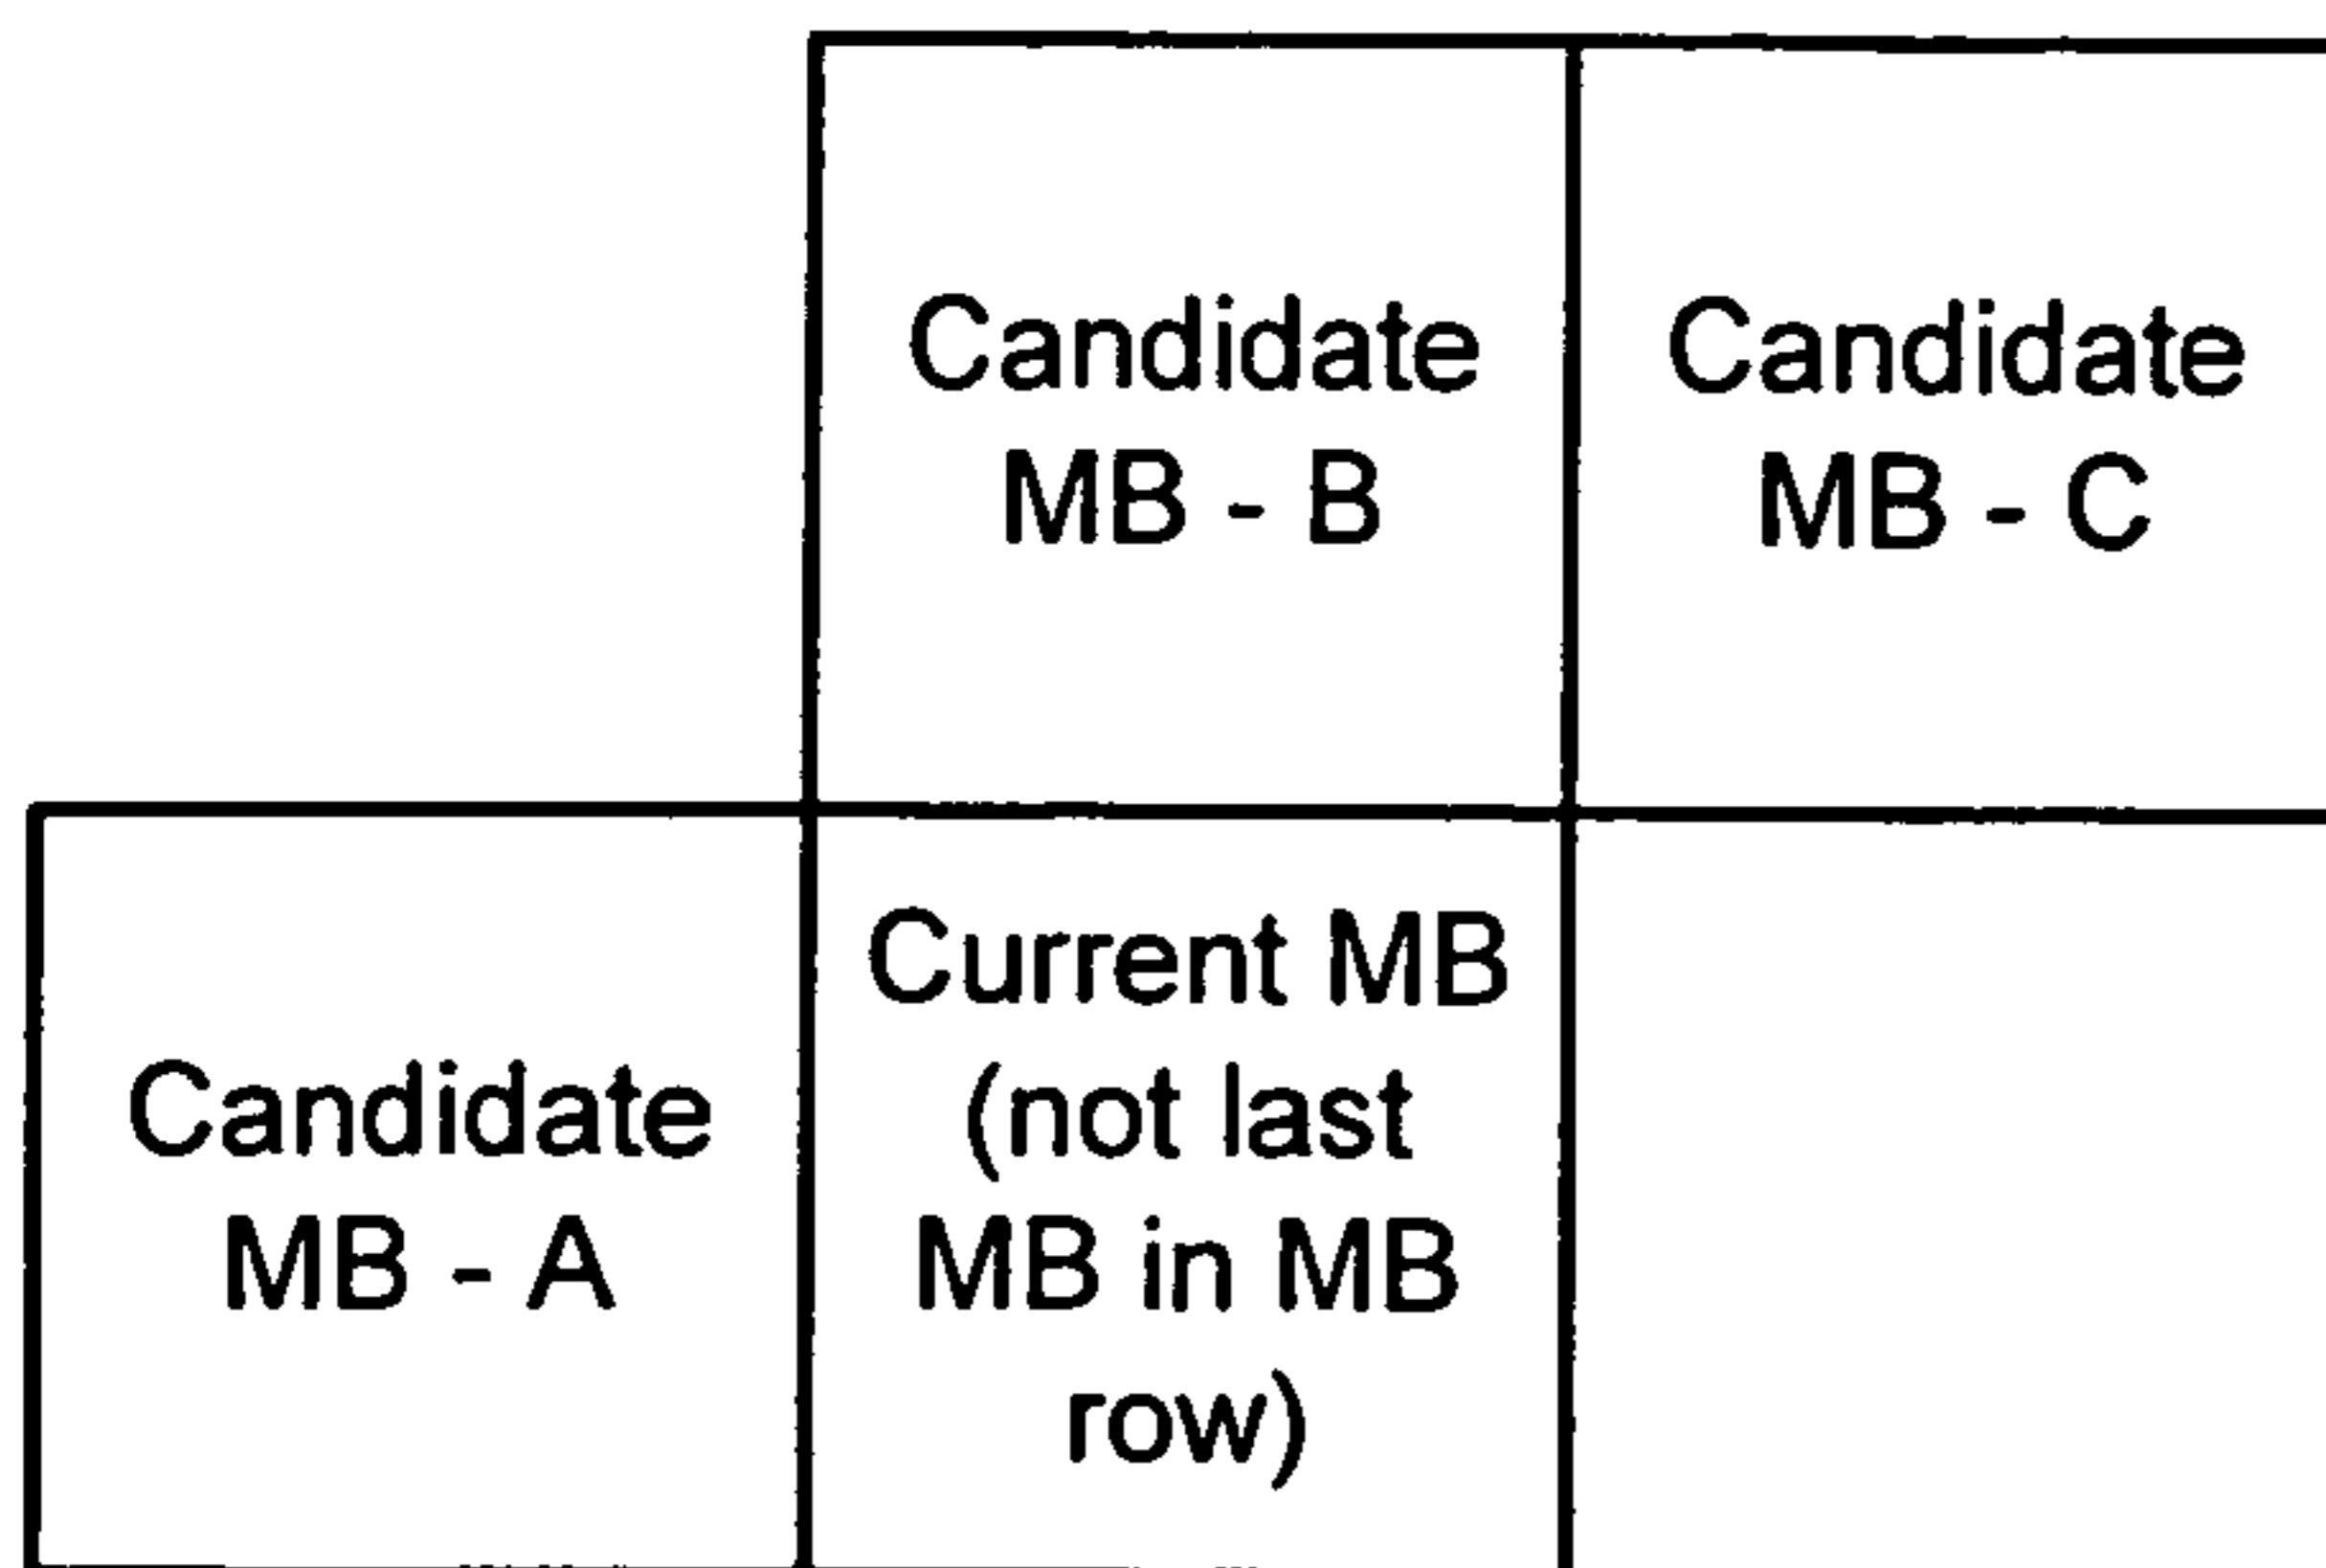 Candidate
MB - B
Candidate
MB - C
Candidate
MB - A
Current MB
(not last
MB in MB
row)